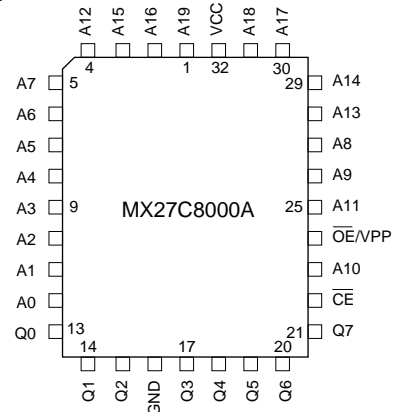 A12 A15 A16 A19 VCC A18 A17
4 1 32 30
A7 5 29 A14
A6 A13
A5 A8
A4 A9
A3 9 MX27C8000A 25 A11
A2 OE/VPP
A1 A10
A0 CE
Q0 13 21 Q7
14 17 20
Q1 Q2 GND Q3 Q4 Q5 Q6